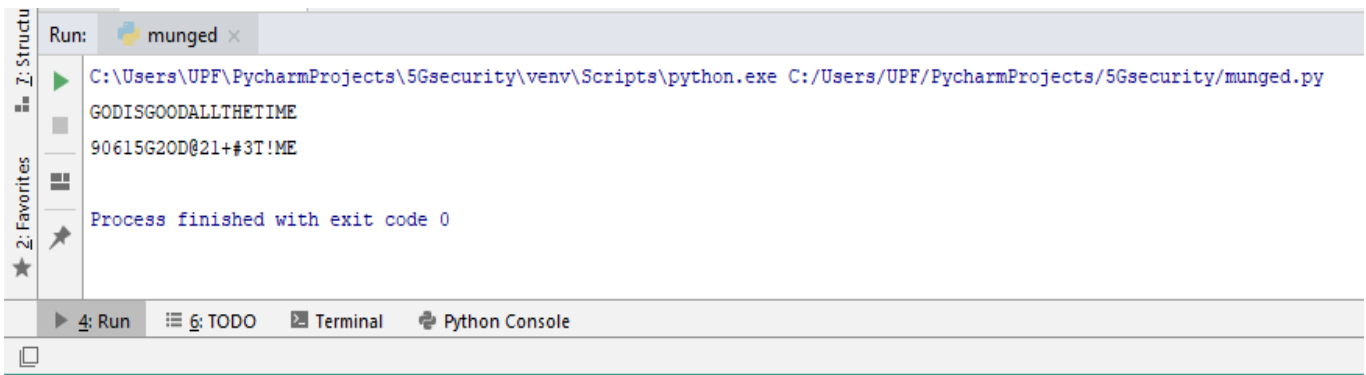 7: Structu
Run: munged ×
C:\Users\UPF\PycharmProjects\5Gsecurity\venv\Scripts\python.exe C:/Users/UPF/PycharmProjects/5Gsecurity/munged.py
GODISGOODALLTHETIME
90615G2OD@21+#3T!ME
2: Favorites
Process finished with exit code 0
4: Run 6: TODO Terminal Python Console